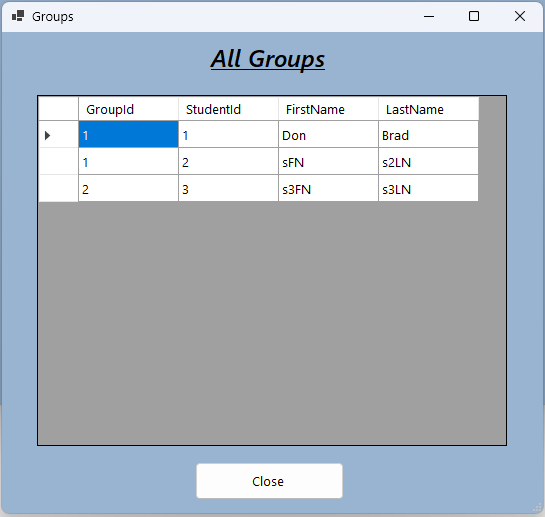 Groups
All Groups
GroupId StudentId FirstName LastName
1 1 Don Brad
1 2 sFN s2LN
2 3 s3FN s3LN
Close